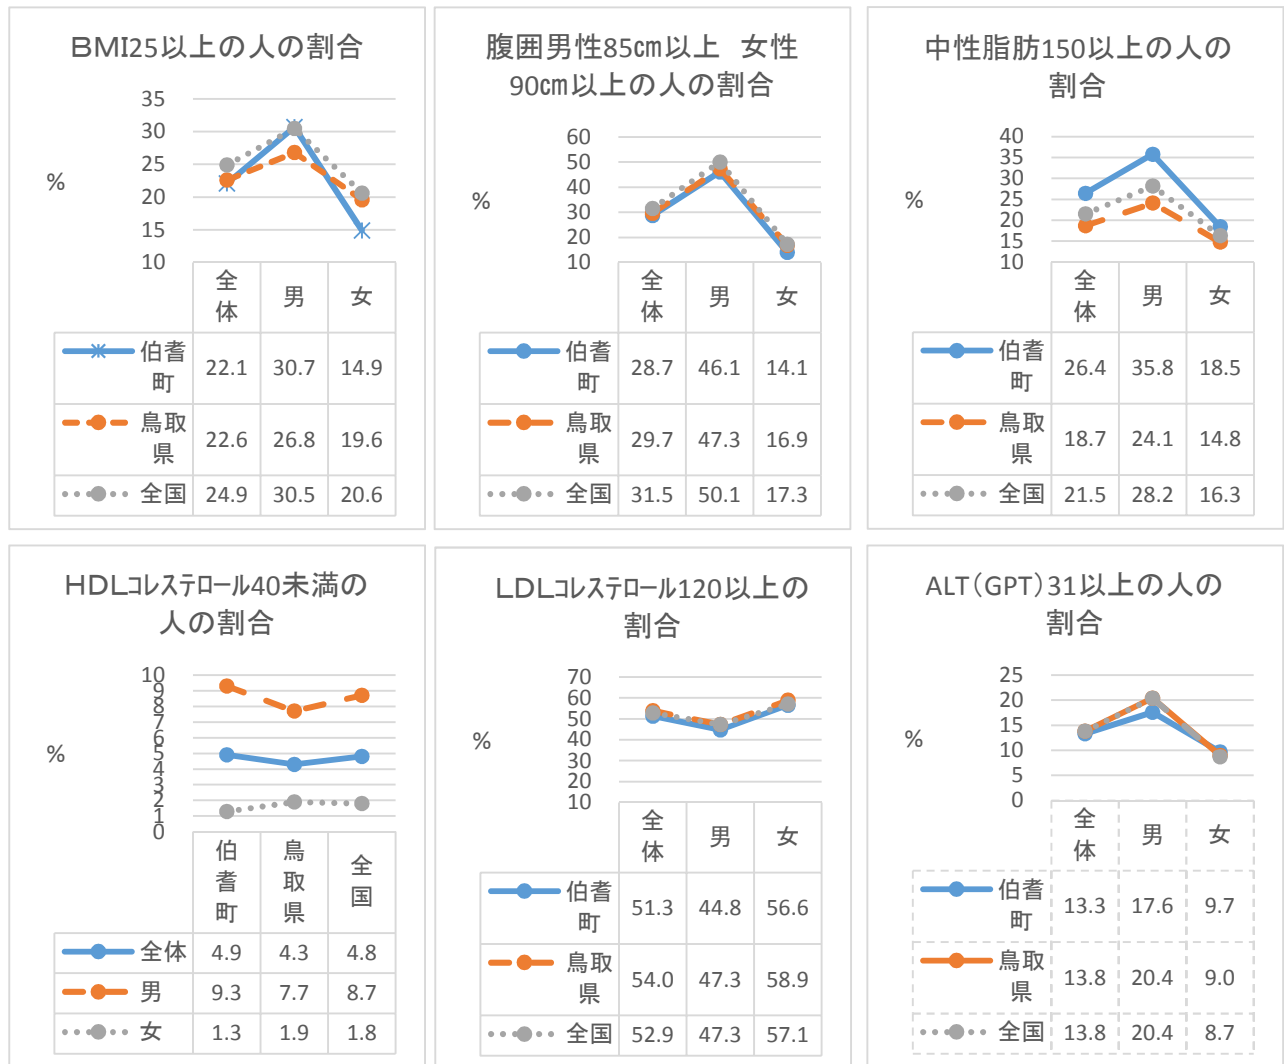 BMI25以上の人の割合
35
30
25
20
15
10
%
全体 男 女
伯耆町 22.1 30.7 14.9
鳥取県 22.6 26.8 19.6
全国 24.9 30.5 20.6
腹囲男性85㎝以上 女性
90㎝以上の人の割合
60
50
40
30
20
10
%
全体 男 女
伯耆町 28.7 46.1 14.1
鳥取県 29.7 47.3 16.9
全国 31.5 50.1 17.3
中性脂肪150以上の人の
割合
40
35
30
25
20
15
10
%
全体 男 女
伯耆町 26.4 35.8 18.5
鳥取県 18.7 24.1 14.8
全国 21.5 28.2 16.3
HDLコレステロール40未満の
人の割合
10
9
8
7
6
5
4
3
2
1
0
%
伯耆町 鳥取県 全国
全体 4.9 4.3 4.8
男 9.3 7.7 8.7
女 1.3 1.9 1.8
LDLコレステロール120以上の
割合
70
60
50
40
30
20
10
%
全体 男 女
伯耆町 51.3 44.8 56.6
鳥取県 54.0 47.3 58.9
全国 52.9 47.3 57.1
ALT(GPT)31以上の人の
割合
25
20
15
10
5
0
%
全体 男 女
伯耆町 13.3 17.6 9.7
鳥取県 13.8 20.4 9.0
全国 13.8 20.4 8.7